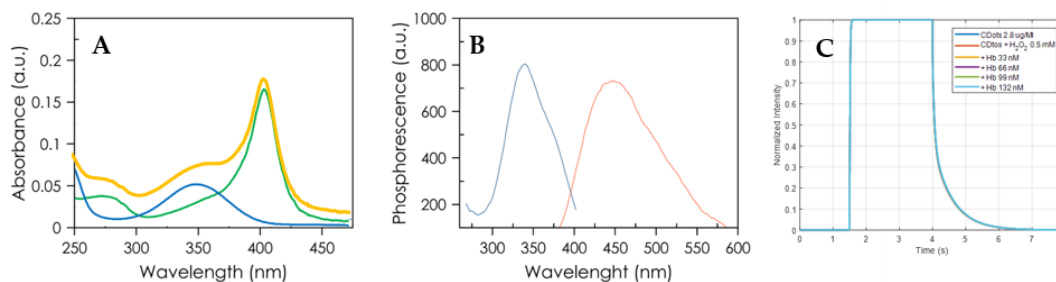 A
0.25
0.2
0.15
0.1
0.05
0
Absorbance (a.u.)
250
300
350
400
450
Wavelength (nm)
B
1000
800
600
400
200
Phosphorescence (a.u.)
300
350
400
450
500
550
600
Wavelenght (nm)
C
1
0.9
0.8
0.7
0.6
0.5
0.4
0.3
0.2
0.1
0
Normalized Intensity
0
1
2
3
4
5
6
7
Time (s)
CDots 2.8 ug/Ml
CDtos + H₂O₂ 0.5 mM
+ Hb 33 nM
+ Hb 66 nM
+ Hb 99 nM
+ Hb 132 nM